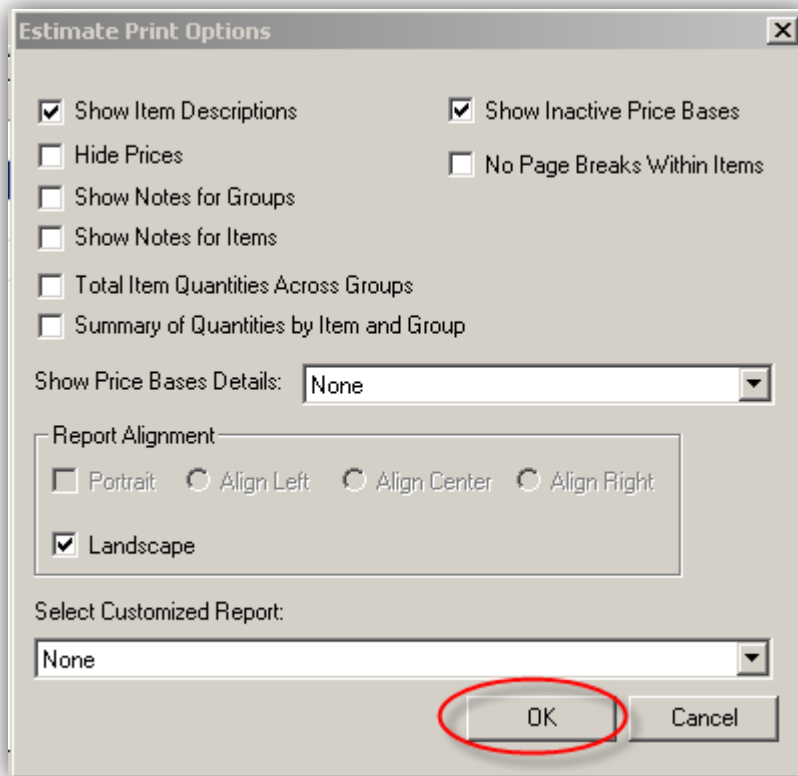 Estimate Print Options
Show Item Descriptions
Show Inactive Price Bases
Hide Prices
No Page Breaks Within Items
Show Notes for Groups
Show Notes for Items
Total Item Quantities Across Groups
Summary of Quantities by Item and Group
Show Price Bases Details: None
Report Alignment
Portrait Align Left Align Center Align Right
Landscape
Select Customized Report:
None
OK Cancel